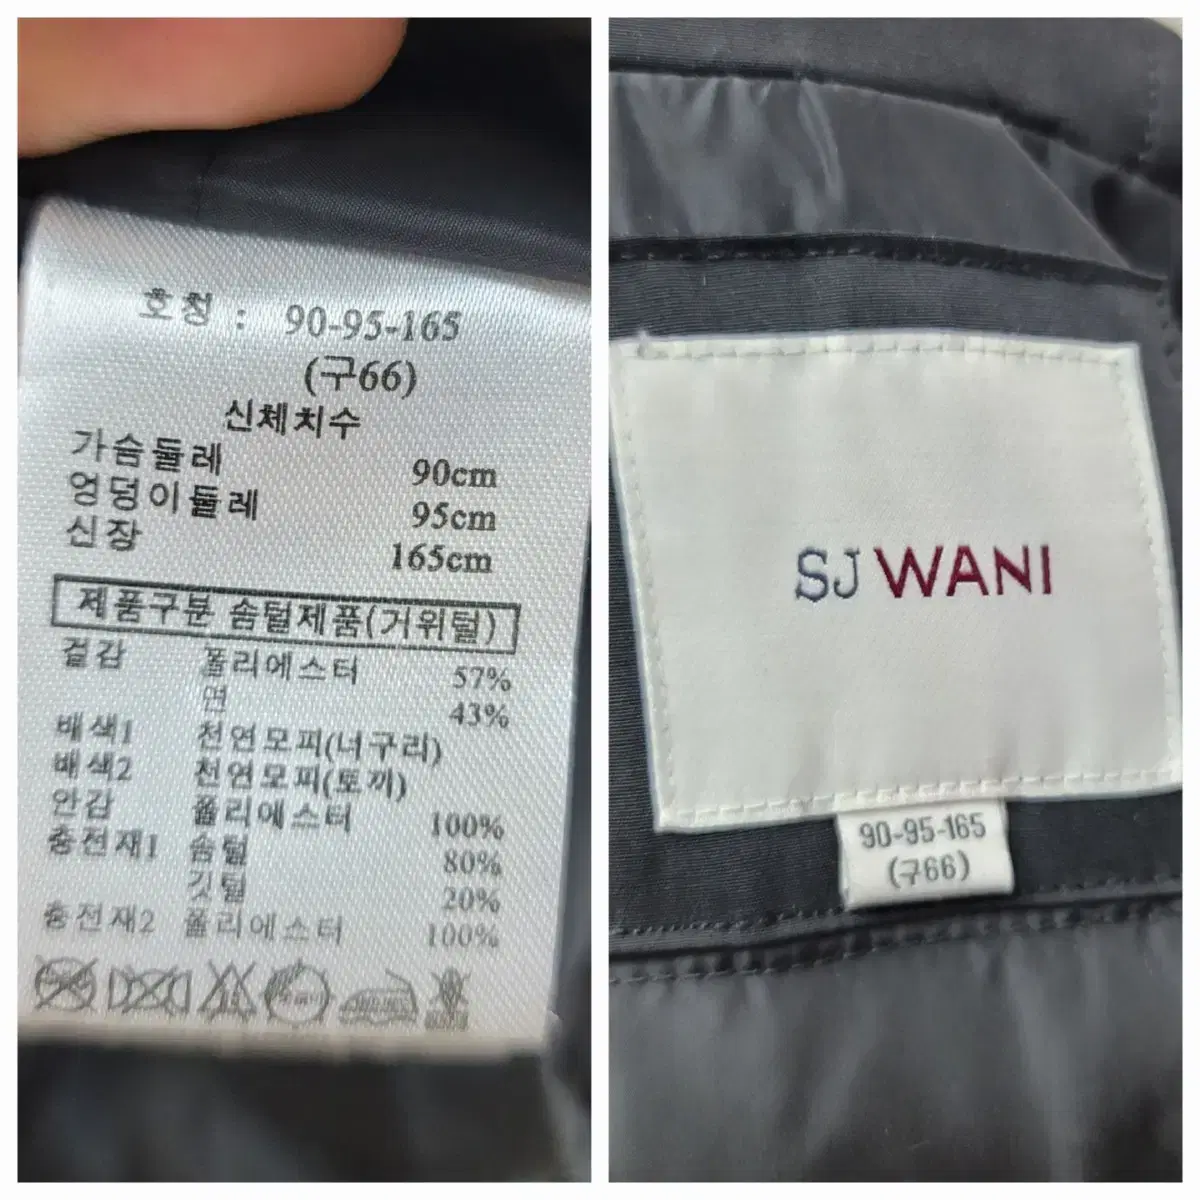 호칭 : 90-95-165
(구66)
신체치수
가슴둘레 90cm
엉덩이둘레 95cm
신장 165cm
제품구분 솜털제품(거위털)
겉감 폴리에스터 57%
면 43%
배색1 천연모피(너구리)
배색2 천연모피(토끼)
안감 폴리에스터 100%
충전재1 솜털 80%
깃털 20%
충전재2 폴리에스터 100%
SJ WANI
90-95-165
(구66)